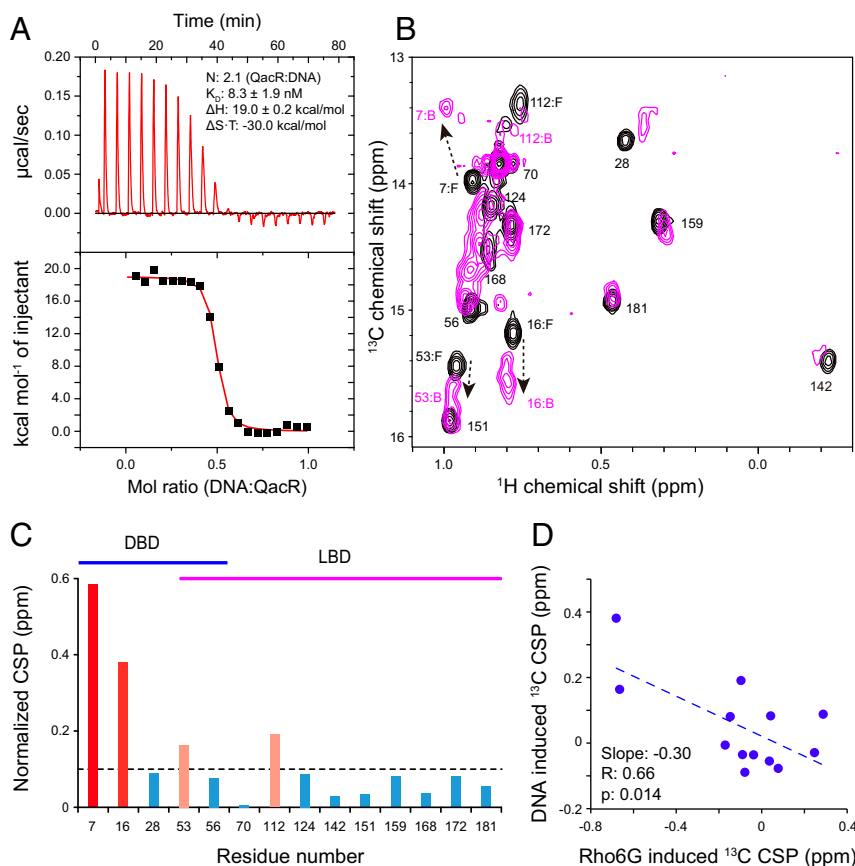 A
Time (min)
0 10 20 30 40 50 60 70 80
0.20
0.15
0.10
0.05
0.00
µcal/sec
N: 2.1 (QacR:DNA)
K_D: 8.3 ± 1.9 nM
ΔH: 19.0 ± 0.2 kcal/mol
ΔS·T: -30.0 kcal/mol
20.0
16.0
12.0
8.0
4.0
0.0
kcal mol⁻¹ of injectant
0.0 0.5 1.0
Mol ratio (DNA:QacR)
B
13
14
15
16
¹³C chemical shift (ppm)
7:B
112:F
112:B
28
7:F
70
124
172
159
168
56
16:F
181
53:F
142
53:B
16:B
151
1.0 0.5 0.0
¹H chemical shift (ppm)
C
DBD LBD
0.6
0.4
0.2
0
Normalized CSP (ppm)
7 16 28 53 56 70 112 124 142 151 159 168 172 181
Residue number
D
0.4
0.2
0
-0.2
DNA induced ¹³C CSP (ppm)
Slope: -0.30
R: 0.66
p: 0.014
-0.8 -0.4 0 0.4
Rho6G induced ¹³C CSP (ppm)